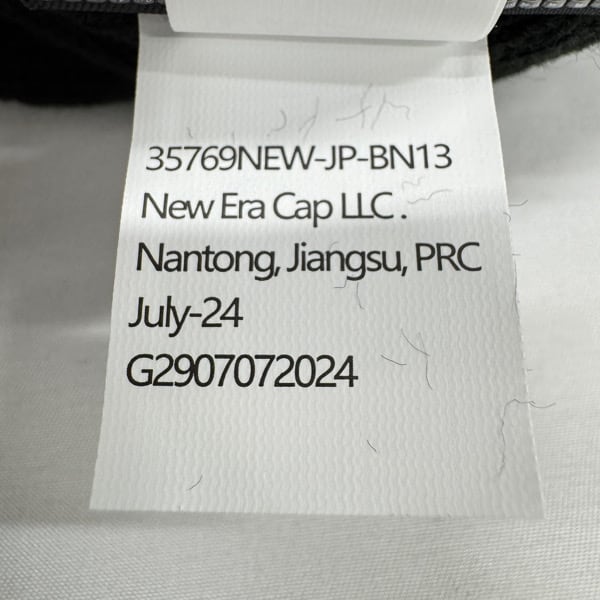 35769NEW-JP-BN13
New Era Cap LLC .
Nantong, Jiangsu, PRC
July-24
G2907072024